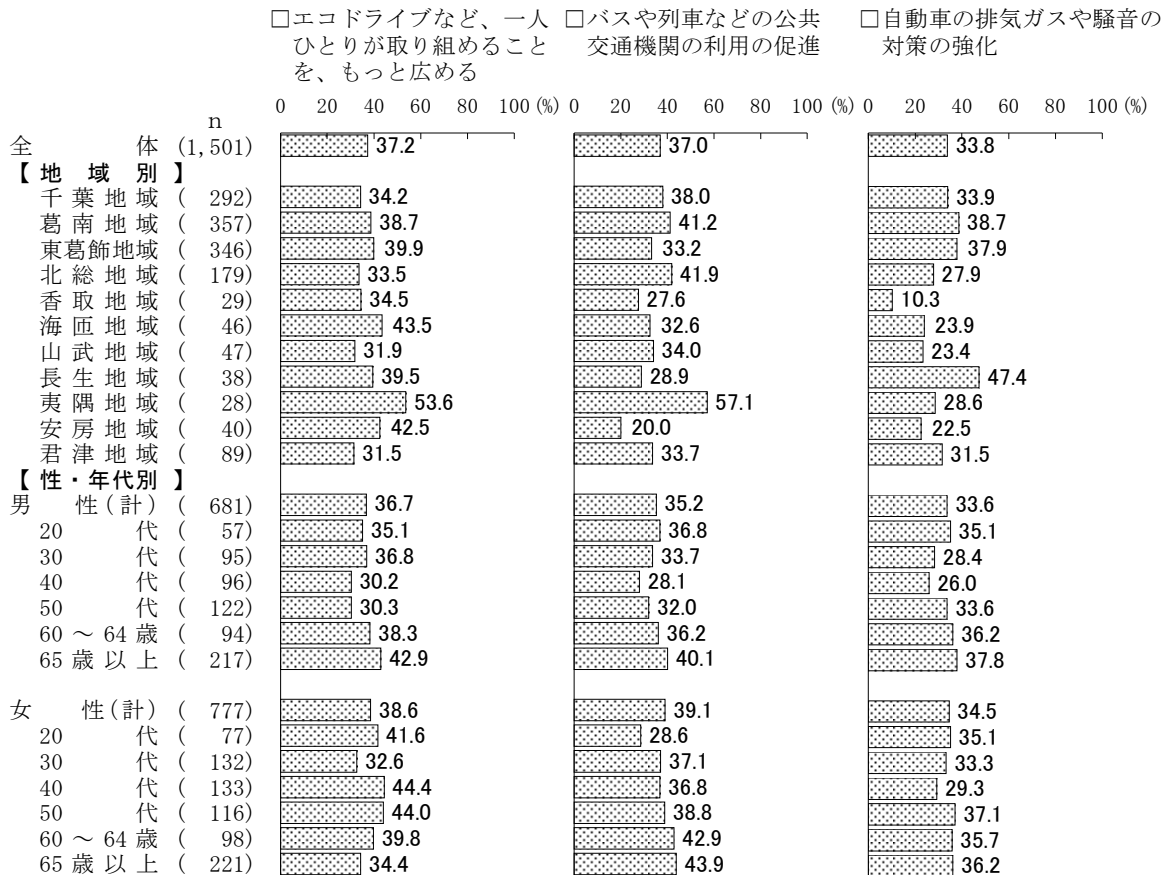 □エコドライブなど、一人ひとりが取り組めることを、もっと広める
□バスや列車などの公共交通機関の利用の促進
□自動車の排気ガスや騒音の対策の強化
0 20 40 60 80 100 (%) 0 20 40 60 80 100 (%) 0 20 40 60 80 100 (%)
n
全体 (1,501) 37.2 37.0 33.8
【地域別】
千葉地域 ( 292) 34.2 38.0 33.9
葛南地域 ( 357) 38.7 41.2 38.7
東葛飾地域 ( 346) 39.9 33.2 37.9
北総地域 ( 179) 33.5 41.9 27.9
香取地域 ( 29) 34.5 27.6 10.3
海匝地域 ( 46) 43.5 32.6 23.9
山武地域 ( 47) 31.9 34.0 23.4
長生地域 ( 38) 39.5 28.9 47.4
夷隅地域 ( 28) 53.6 57.1 28.6
安房地域 ( 40) 42.5 20.0 22.5
君津地域 ( 89) 31.5 33.7 31.5
【性・年代別】
男性(計) ( 681) 36.7 35.2 33.6
20代 ( 57) 35.1 36.8 35.1
30代 ( 95) 36.8 33.7 28.4
40代 ( 96) 30.2 28.1 26.0
50代 ( 122) 30.3 32.0 33.6
60～64歳 ( 94) 38.3 36.2 36.2
65歳以上 ( 217) 42.9 40.1 37.8
女性(計) ( 777) 38.6 39.1 34.5
20代 ( 77) 41.6 28.6 35.1
30代 ( 132) 32.6 37.1 33.3
40代 ( 133) 44.4 36.8 29.3
50代 ( 116) 44.0 38.8 37.1
60～64歳 ( 98) 39.8 42.9 35.7
65歳以上 ( 221) 34.4 43.9 36.2